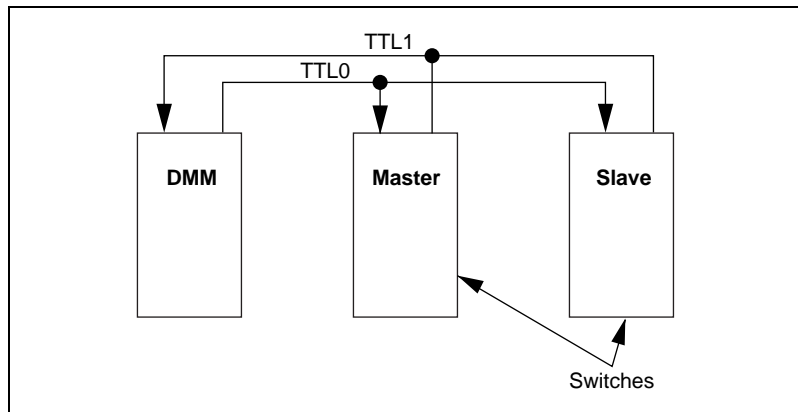 TTL1
TTL0
DMM
Master
Slave
Switches